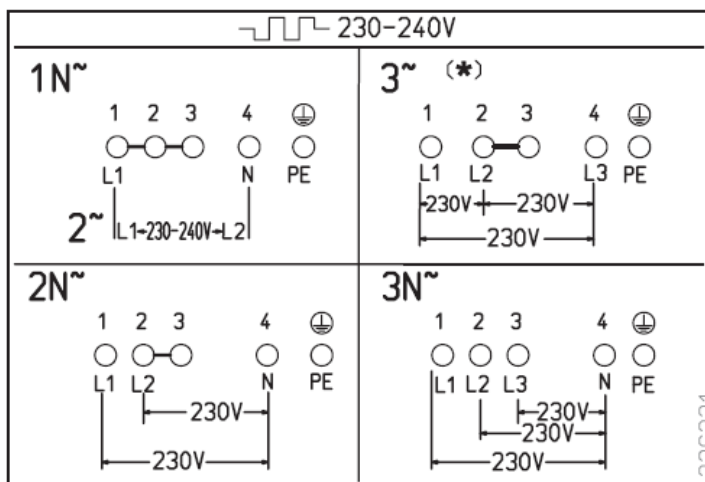 230-240V
1N~
1 2 3 4
L1 N PE
2~ L1 230-240V L2
3~ (*)
1 2 3 4
L1 L2 L3 PE
230V 230V
230V
2N~
1 2 3 4
L1 L2 N PE
230V
230V
3N~
1 2 3 4
L1 L2 L3 N PE
230V
230V
230V